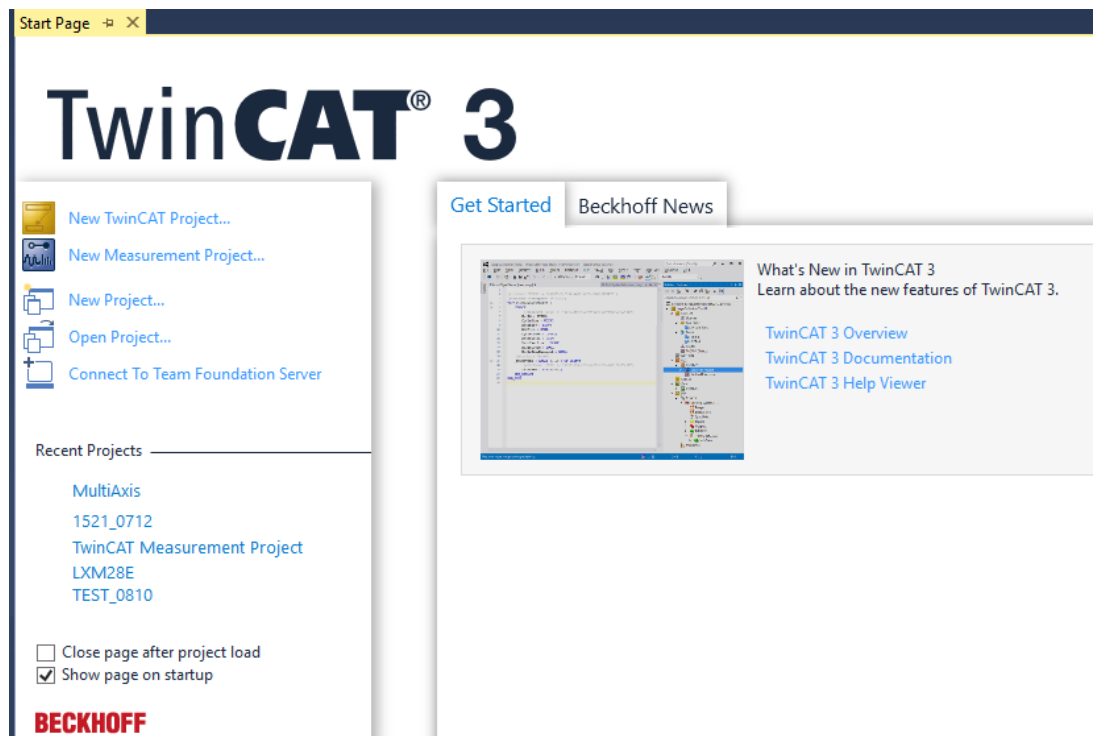 Start Page
TwinCAT® 3
New TwinCAT Project...
New Measurement Project...
New Project...
Open Project...
Connect To Team Foundation Server
Recent Projects
MultiAxis
1521_0712
TwinCAT Measurement Project
LXM28E
TEST_0810
Close page after project load
Show page on startup
BECKHOFF
Get Started
Beckhoff News
What's New in TwinCAT 3
Learn about the new features of TwinCAT 3.
TwinCAT 3 Overview
TwinCAT 3 Documentation
TwinCAT 3 Help Viewer